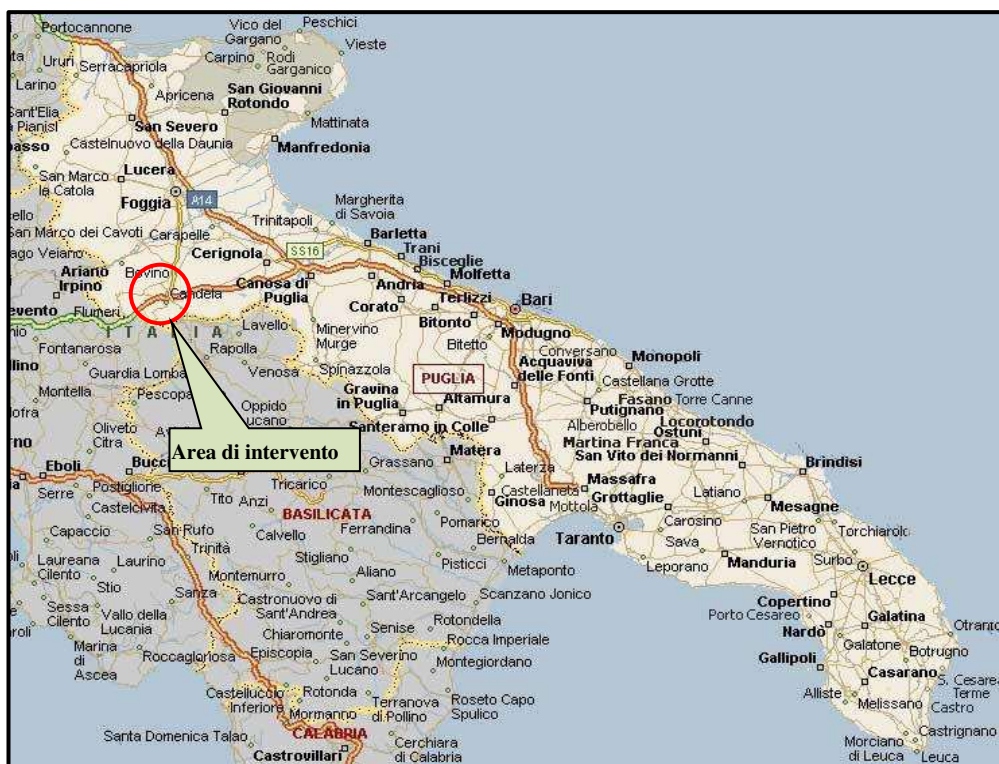 Portocannone
Vico del
Gargano
Peschici
Ururi
Serracapriola
Carpino
Rodi
Garganico
Vieste
Larino
Apricena
San Giovanni
Rotondo
Sant'Elia
a Pianisi
San Severo
Mattinata
passo
Castelnuovo della Daunia
Manfredonia
San Marco
la Catola
Lucera
Foggia
A14
Margherita
di Savoia
San Marco dei Cavoti
Carapelle
Trinitapoli
Barletta
SS16
Trani
Bisceglie
ago Veiano
Bovino
Cerignola
Molfetta
Ariano
Irpino
Candela
Canosa di
Puglia
Andria
Terlizzi
Bari
evento
Flumeri
Corato
Bitonto
Modugno
ITALIA
Lavello
Minervino
Murge
Bitetto
Conversano
Monopoli
Fontanarosa
Rapolla
Acquaviva
delle Fonti
Guardia Lomba
Venosa
Spinazzola
PUGLIA
Castellana Grotte
Montella
Pescopa
Gravina
in Puglia
Altamura
Fasano
Torre Canne
Putignano
Oppido
Lucano
Santeramo in Colle
Alberobello
Locorotondo
Oliveto
Citra
Area di intervento
Matera
Martina Franca
Ostuni
San Vito dei Normanni
Brindisi
Eboli
Bucc
Grassano
Laterza
Massafra
Serre
Postiglione
Tricarico
Montescaglioso
Castellaneta
Grottaglie
Latiano
Mesagne
Castelcivita
Tito
Anzi
BASILICATA
Ginosa
Mottola
Capaccio
San Rufo
Calvello
Ferrandina
Pomarico
Bernalda
Taranto
Carosino
San Pietro
Vernotico
Torchiarolo
Trinità
Stigliano
Sava
Surbo
Laureana
Cilento
Laurino
Pisticci
Metaponto
Leporano
Manduria
Lecce
Stio
Montemurro
Aliano
Sanza
Castronuovo di
Sant'Andrea
Sant'Arcangelo
Scanzano Jonico
Copertino
Galatina
Sessa
Cilento
Vallo della
Lucania
Porto Cesareo
Chiaromonte
Senise
Rotondella
Nardò
Galatone
Otranto
Marina
di
Ascea
Roccagloriosa
Episcopia
San Severino
Lucano
Rocca Imperiale
Montegiordano
Gallipoli
Botrugno
Casarano
S. Cesarea
Terme
Castelluccio
Inferiore
Rotonda
Terranova
di Pollino
Roseto Capo
Spulico
Alliste
Melissano
Castro
Mormanno
CALABRIA
Santa Domenica Talao
Castrovillari
Cerchiara
di Calabria
Morciano
di Leuca
Castrignano
Leuca